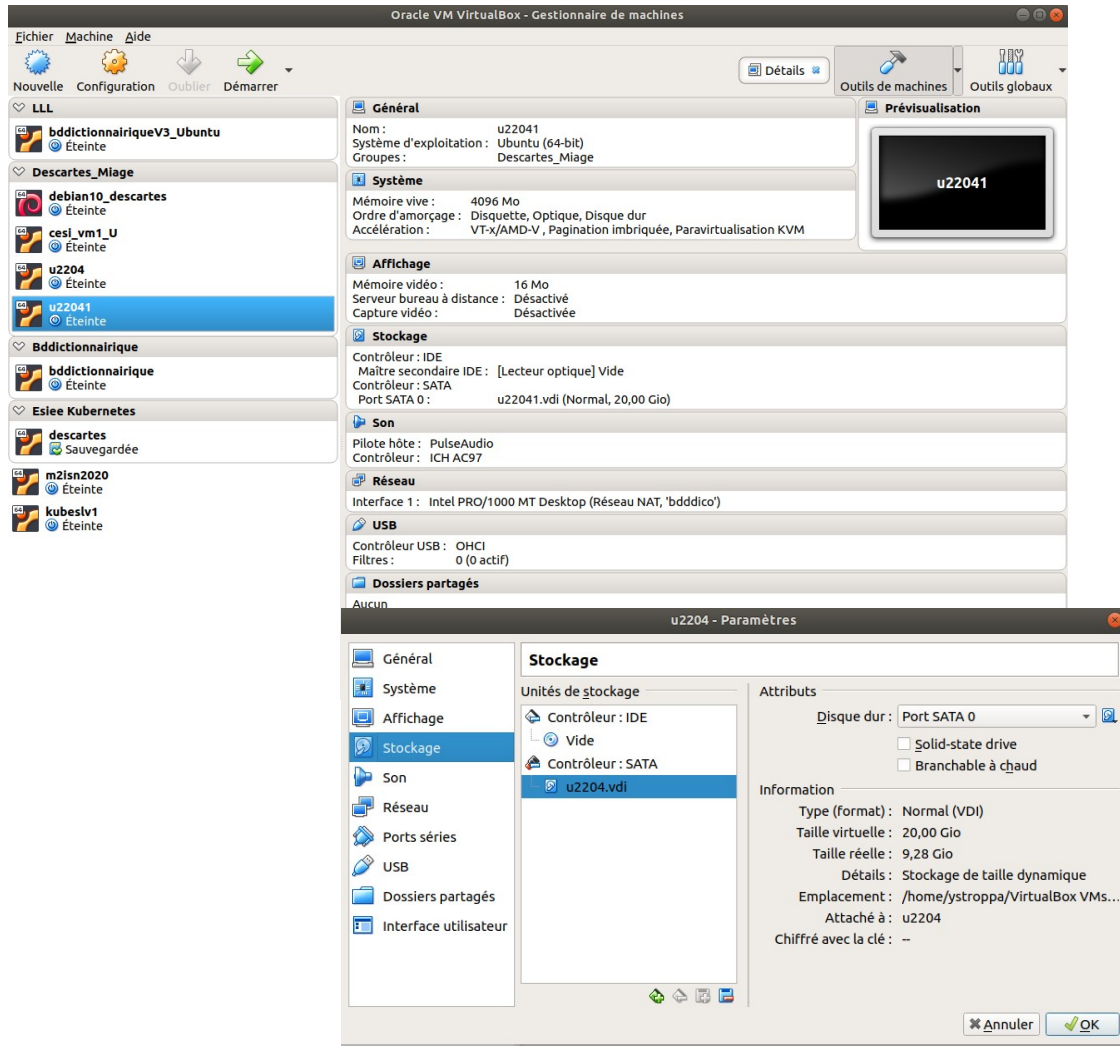 Oracle VM VirtualBox - Gestionnaire de machines
Fichier Machine Aide
Nouvelle Configuration Oublier Démarrer
Détails
Outils de machines
Outils globaux
LLL
64
bddictionnairiqueV3_Ubuntu
Éteinte
Descartes_Miage
64
debian10_descartes
Éteinte
64
cesi_vm1_U
Éteinte
64
u2204
Éteinte
64
u22041
Éteinte
Bddictionnairique
64
bddictionnairique
Éteinte
Esiee Kubernetes
64
descartes
Sauvegardée
64
m2isn2020
Éteinte
64
kubeslv1
Éteinte
Général
Nom : u22041
Système d'exploitation : Ubuntu (64-bit)
Groupes : Descartes_Miage
Prévisualisation
u22041
Système
Mémoire vive : 4096 Mo
Ordre d'amorçage : Disquette, Optique, Disque dur
Accélération : VT-x/AMD-V , Pagination imbriquée, Paravirtualisation KVM
Affichage
Mémoire vidéo : 16 Mo
Serveur bureau à distance : Désactivé
Capture vidéo : Désactivée
Stockage
Contrôleur : IDE
Maître secondaire IDE : [Lecteur optique] Vide
Contrôleur : SATA
Port SATA 0 : u22041.vdi (Normal, 20,00 Gio)
Son
Pilote hôte : PulseAudio
Contrôleur : ICH AC97
Réseau
Interface 1 : Intel PRO/1000 MT Desktop (Réseau NAT, 'bdddico')
USB
Contrôleur USB : OHCI
Filtres : 0 (0 actif)
Dossiers partagés
Aucun
u2204 - Paramètres
Général
Système
Affichage
Stockage
Son
Réseau
Ports séries
USB
Dossiers partagés
Interface utilisateur
Stockage
Unités de stockage
Contrôleur : IDE
Vide
Contrôleur : SATA
u2204.vdi
Attributs
Disque dur : Port SATA 0
Solid-state drive
Branchable à chaud
Information
Type (format) : Normal (VDI)
Taille virtuelle : 20,00 Gio
Taille réelle : 9,28 Gio
Détails : Stockage de taille dynamique
Emplacement : /home/ystroppa/VirtualBox VMs...
Attaché à : u2204
Chiffré avec la clé : --
Annuler OK